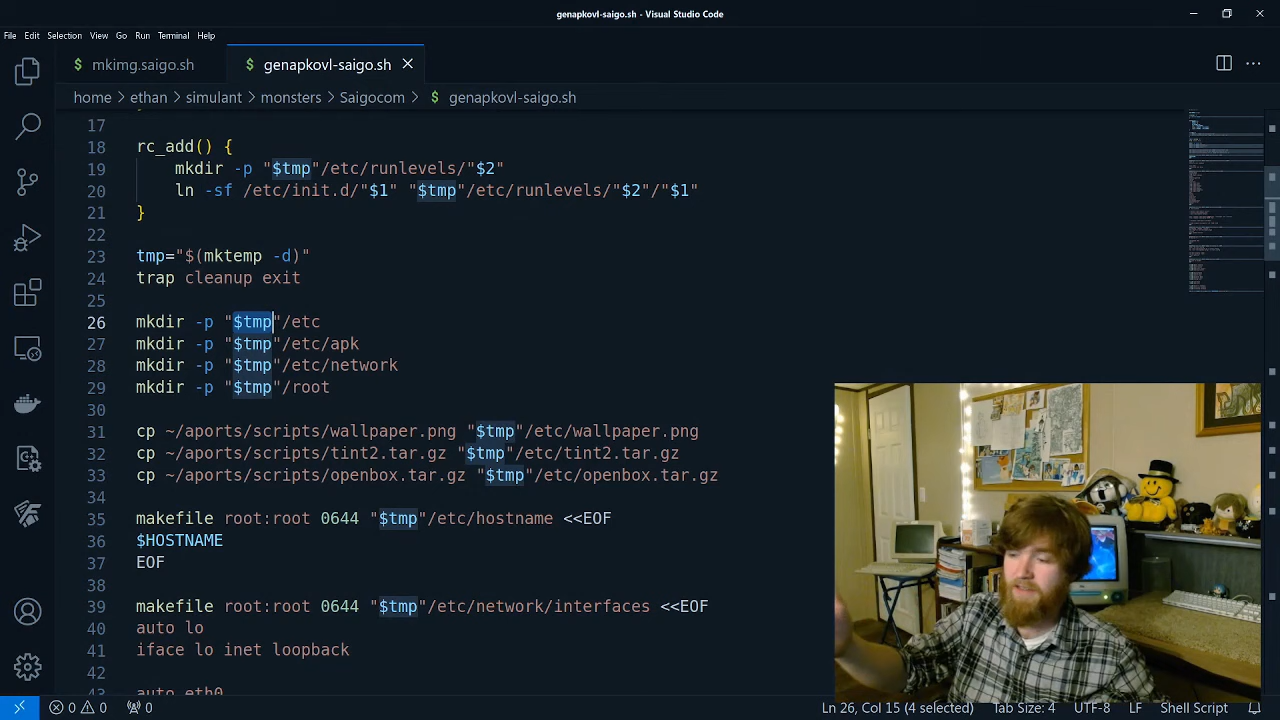 genapkovl-saigo.sh - Visual Studio Code
File Edit Selection View Go Run Terminal Help
$ mkimg.saigo.sh $ genapkovl-saigo.sh
home > ethan > simulant > monsters > Saigocom > $ genapkovl-saigo.sh
17
18 rc_add() {
19 mkdir -p "$tmp"/etc/runlevels/"$2"
20 ln -sf /etc/init.d/"$1" "$tmp"/etc/runlevels/"$2"/"$1"
21 }
22
23 tmp="$(mktemp -d)"
24 trap cleanup exit
25
26 mkdir -p "$tmp"/etc
27 mkdir -p "$tmp"/etc/apk
28 mkdir -p "$tmp"/etc/network
29 mkdir -p "$tmp"/root
30
31 cp ~/aports/scripts/wallpaper.png "$tmp"/etc/wallpaper.png
32 cp ~/aports/scripts/tint2.tar.gz "$tmp"/etc/tint2.tar.gz
33 cp ~/aports/scripts/openbox.tar.gz "$tmp"/etc/openbox.tar.gz
34
35 makefile root:root 0644 "$tmp"/etc/hostname <<EOF
36 $HOSTNAME
37 EOF
38
39 makefile root:root 0644 "$tmp"/etc/network/interfaces <<EOF
40 auto lo
41 iface lo inet loopback
42
43 auto eth0
0 0 0 Ln 26, Col 15 (4 selected) Tab Size: 4 UTF-8 LF Shell Script